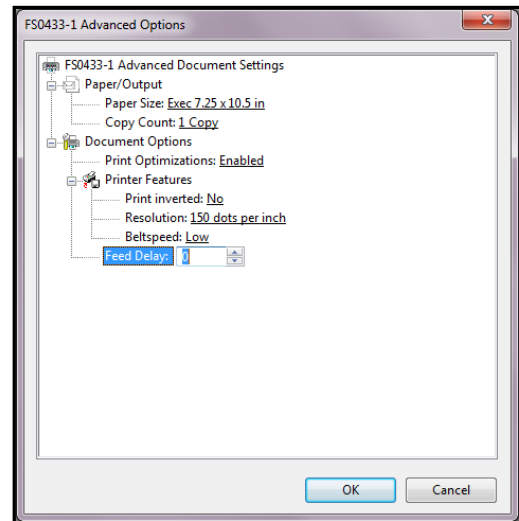 FS0433-1 Advanced Options
FS0433-1 Advanced Document Settings
Paper/Output
Paper Size: Exec 7.25 x 10.5 in
Copy Count: 1 Copy
Document Options
Print Optimizations: Enabled
Printer Features
Print inverted: No
Resolution: 150 dots per inch
Beltspeed: Low
Feed Delay: 0
OK Cancel